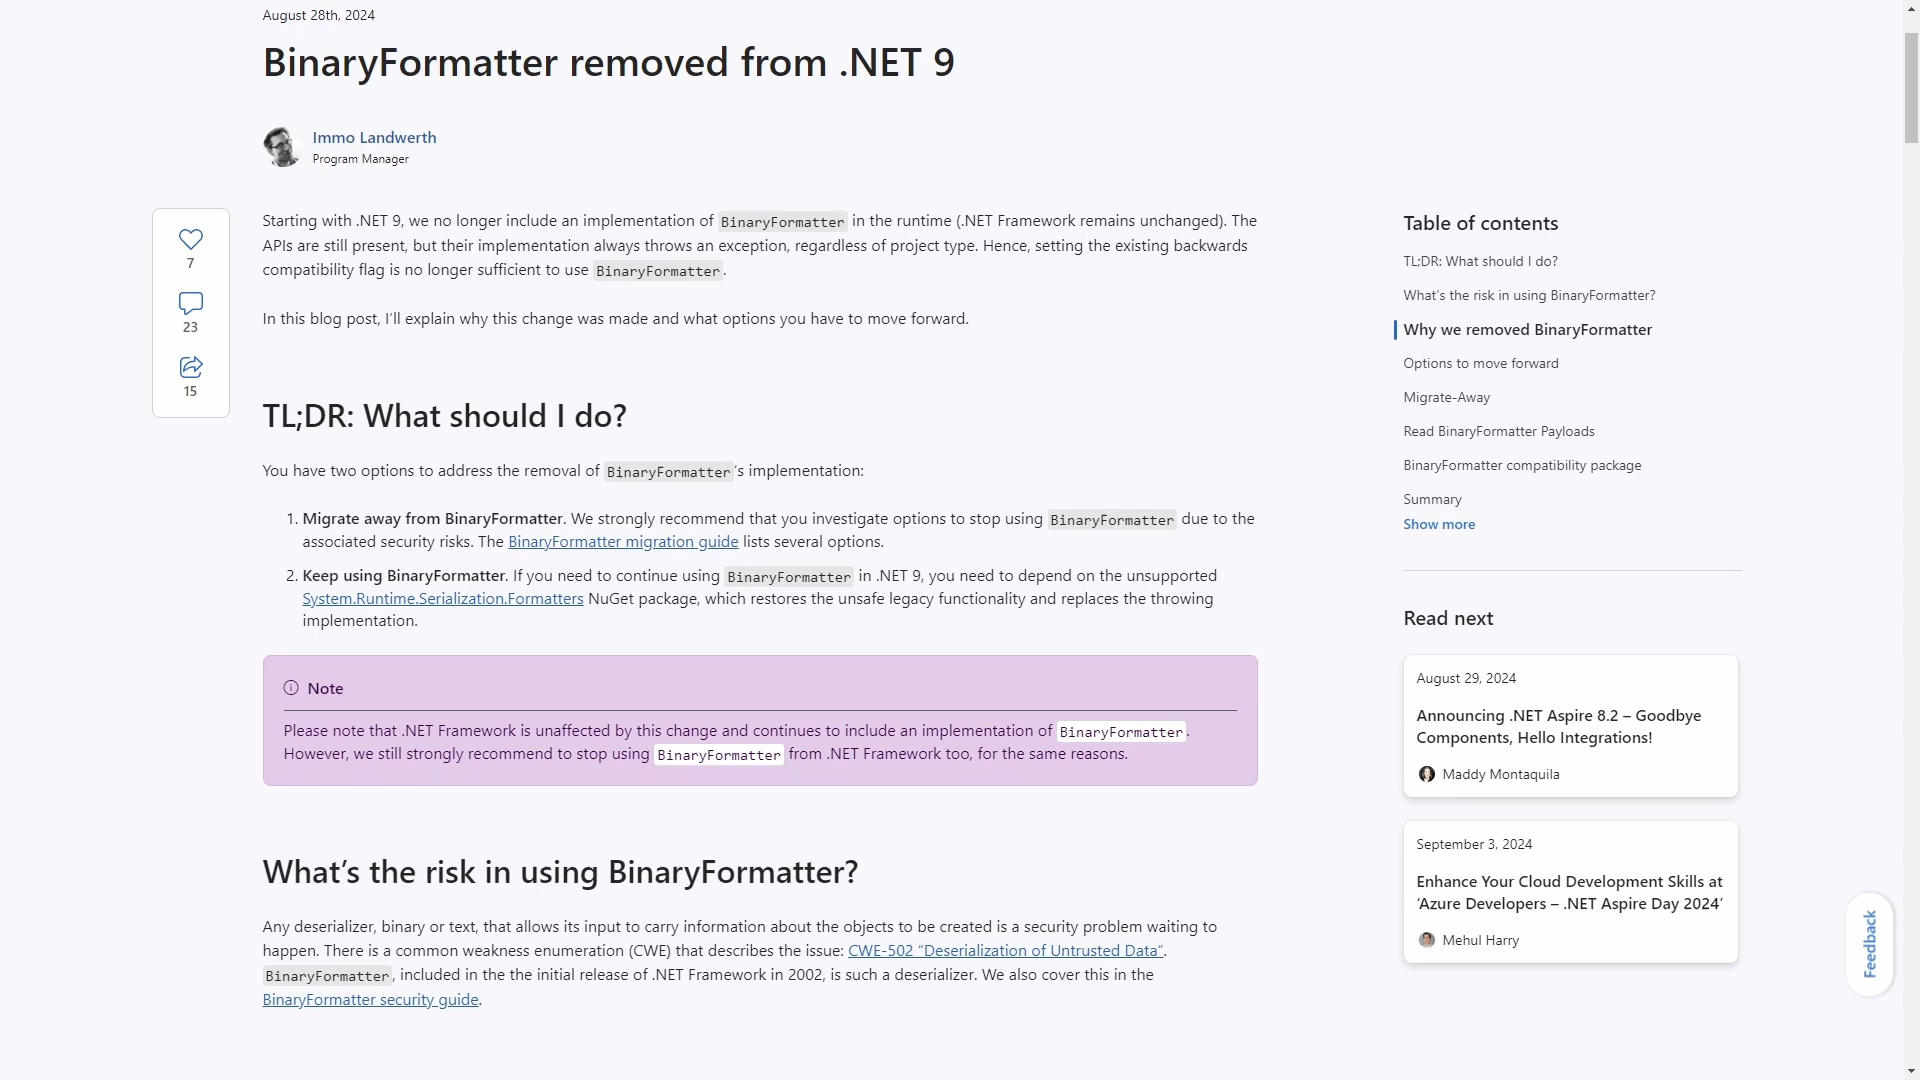 August 28th, 2024
BinaryFormatter removed from .NET 9
Immo Landwerth
Program Manager
7
23
15
Starting with .NET 9, we no longer include an implementation of BinaryFormatter in the runtime (.NET Framework remains unchanged). The
APIs are still present, but their implementation always throws an exception, regardless of project type. Hence, setting the existing backwards
compatibility flag is no longer sufficient to use BinaryFormatter.
In this blog post, I’ll explain why this change was made and what options you have to move forward.
TL;DR: What should I do?
You have two options to address the removal of BinaryFormatter’s implementation:
1. Migrate away from BinaryFormatter. We strongly recommend that you investigate options to stop using BinaryFormatter due to the
associated security risks. The BinaryFormatter migration guide lists several options.
2. Keep using BinaryFormatter. If you need to continue using BinaryFormatter in .NET 9, you need to depend on the unsupported
System.Runtime.Serialization.Formatters NuGet package, which restores the unsafe legacy functionality and replaces the throwing
implementation.
Note
Please note that .NET Framework is unaffected by this change and continues to include an implementation of BinaryFormatter.
However, we still strongly recommend to stop using BinaryFormatter from .NET Framework too, for the same reasons.
What’s the risk in using BinaryFormatter?
Any deserializer, binary or text, that allows its input to carry information about the objects to be created is a security problem waiting to
happen. There is a common weakness enumeration (CWE) that describes the issue: CWE-502 “Deserialization of Untrusted Data”.
BinaryFormatter, included in the the initial release of .NET Framework in 2002, is such a deserializer. We also cover this in the
BinaryFormatter security guide.
Table of contents
TL;DR: What should I do?
What’s the risk in using BinaryFormatter?
Why we removed BinaryFormatter
Options to move forward
Migrate-Away
Read BinaryFormatter Payloads
BinaryFormatter compatibility package
Summary
Show more
Read next
August 29, 2024
Announcing .NET Aspire 8.2 – Goodbye
Components, Hello Integrations!
Maddy Montaquila
September 3, 2024
Enhance Your Cloud Development Skills at
‘Azure Developers – .NET Aspire Day 2024’
Mehul Harry
Feedback